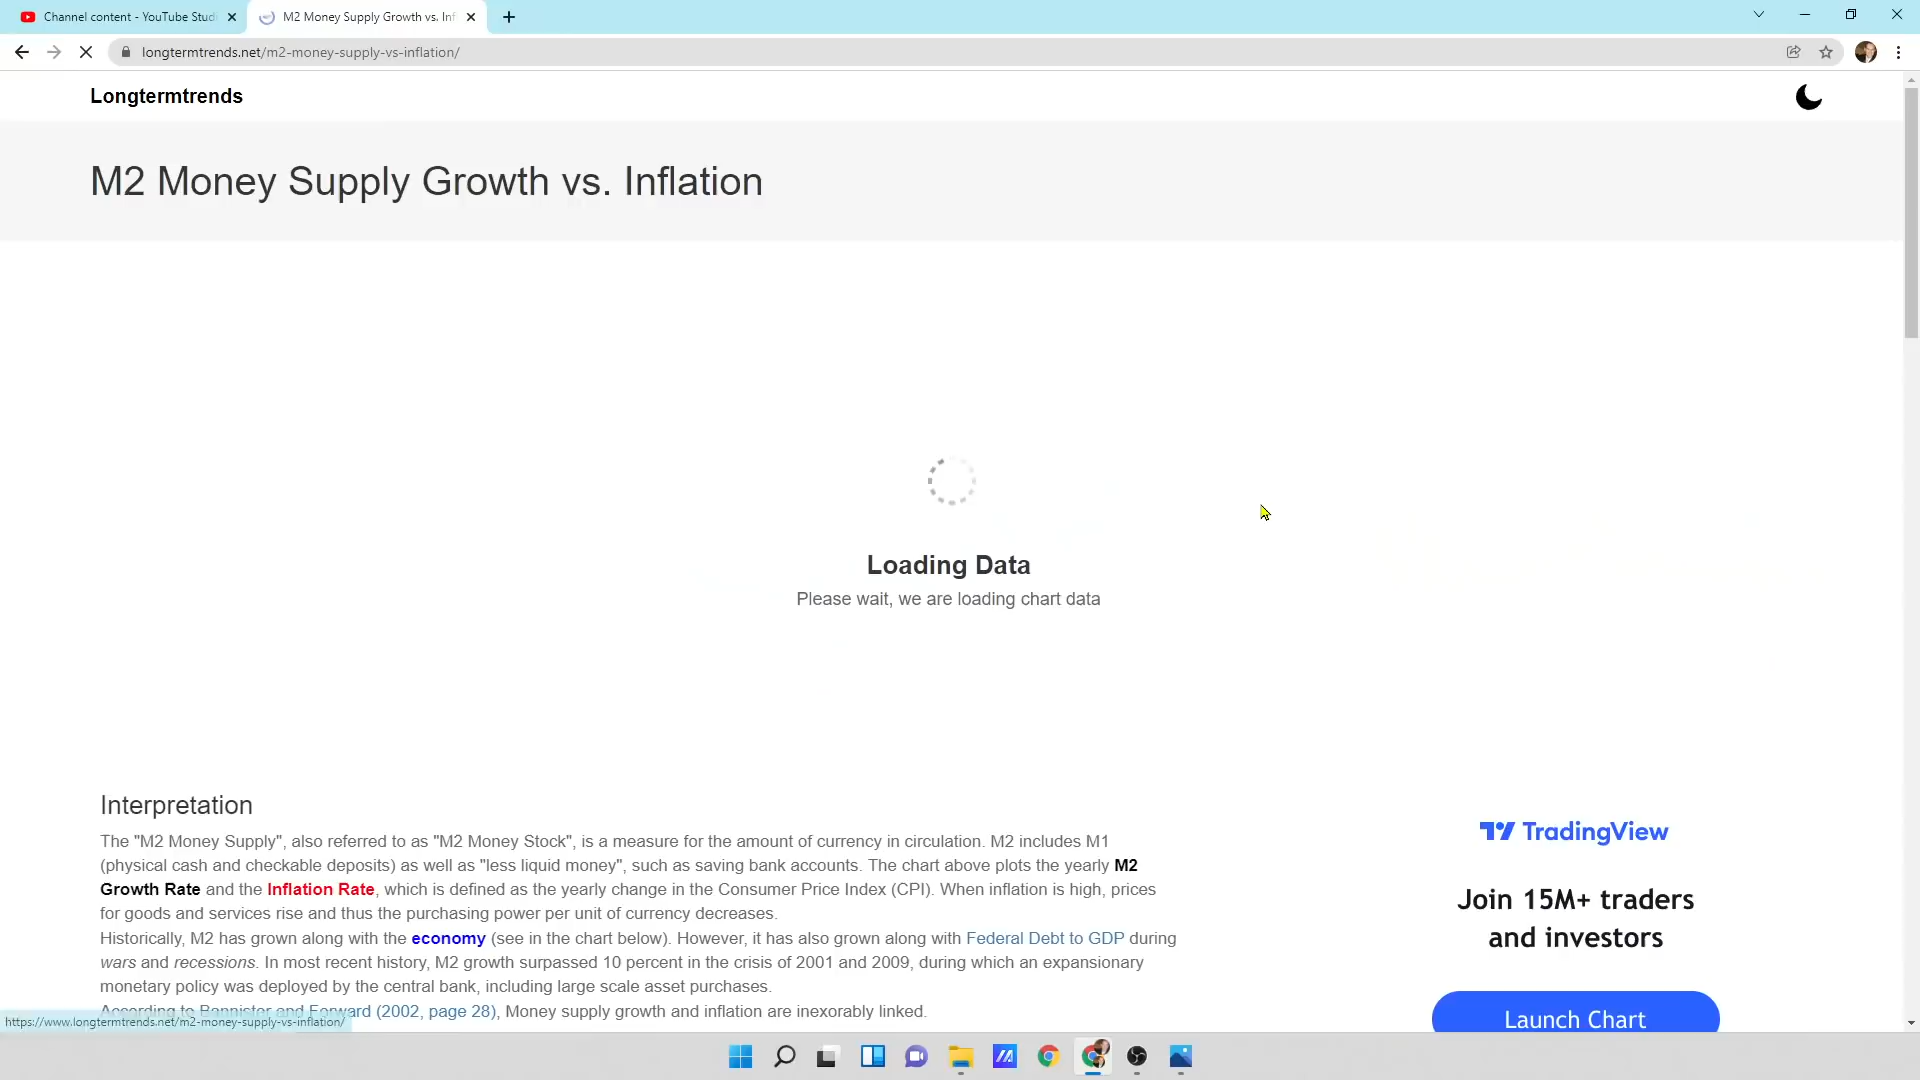 Channel content - YouTube Stud
M2 Money Supply Growth vs. Inf
longtermtrends.net/m2-money-supply-vs-inflation/
Longtermtrends
M2 Money Supply Growth vs. Inflation
Loading Data
Please wait, we are loading chart data
Interpretation
The "M2 Money Supply", also referred to as "M2 Money Stock", is a measure for the amount of currency in circulation. M2 includes M1
(physical cash and checkable deposits) as well as "less liquid money", such as saving bank accounts. The chart above plots the yearly M2
Growth Rate and the Inflation Rate, which is defined as the yearly change in the Consumer Price Index (CPI). When inflation is high, prices
for goods and services rise and thus the purchasing power per unit of currency decreases.
Historically, M2 has grown along with the economy (see in the chart below). However, it has also grown along with Federal Debt to GDP during
wars and recessions. In most recent history, M2 growth surpassed 10 percent in the crisis of 2001 and 2009, during which an expansionary
monetary policy was deployed by the central bank, including large scale asset purchases.
According to Bannister and Forward (2002, page 28), Money supply growth and inflation are inexorably linked.
TradingView
Join 15M+ traders
and investors
Launch Chart
https://www.longtermtrends.net/m2-money-supply-vs-inflation/